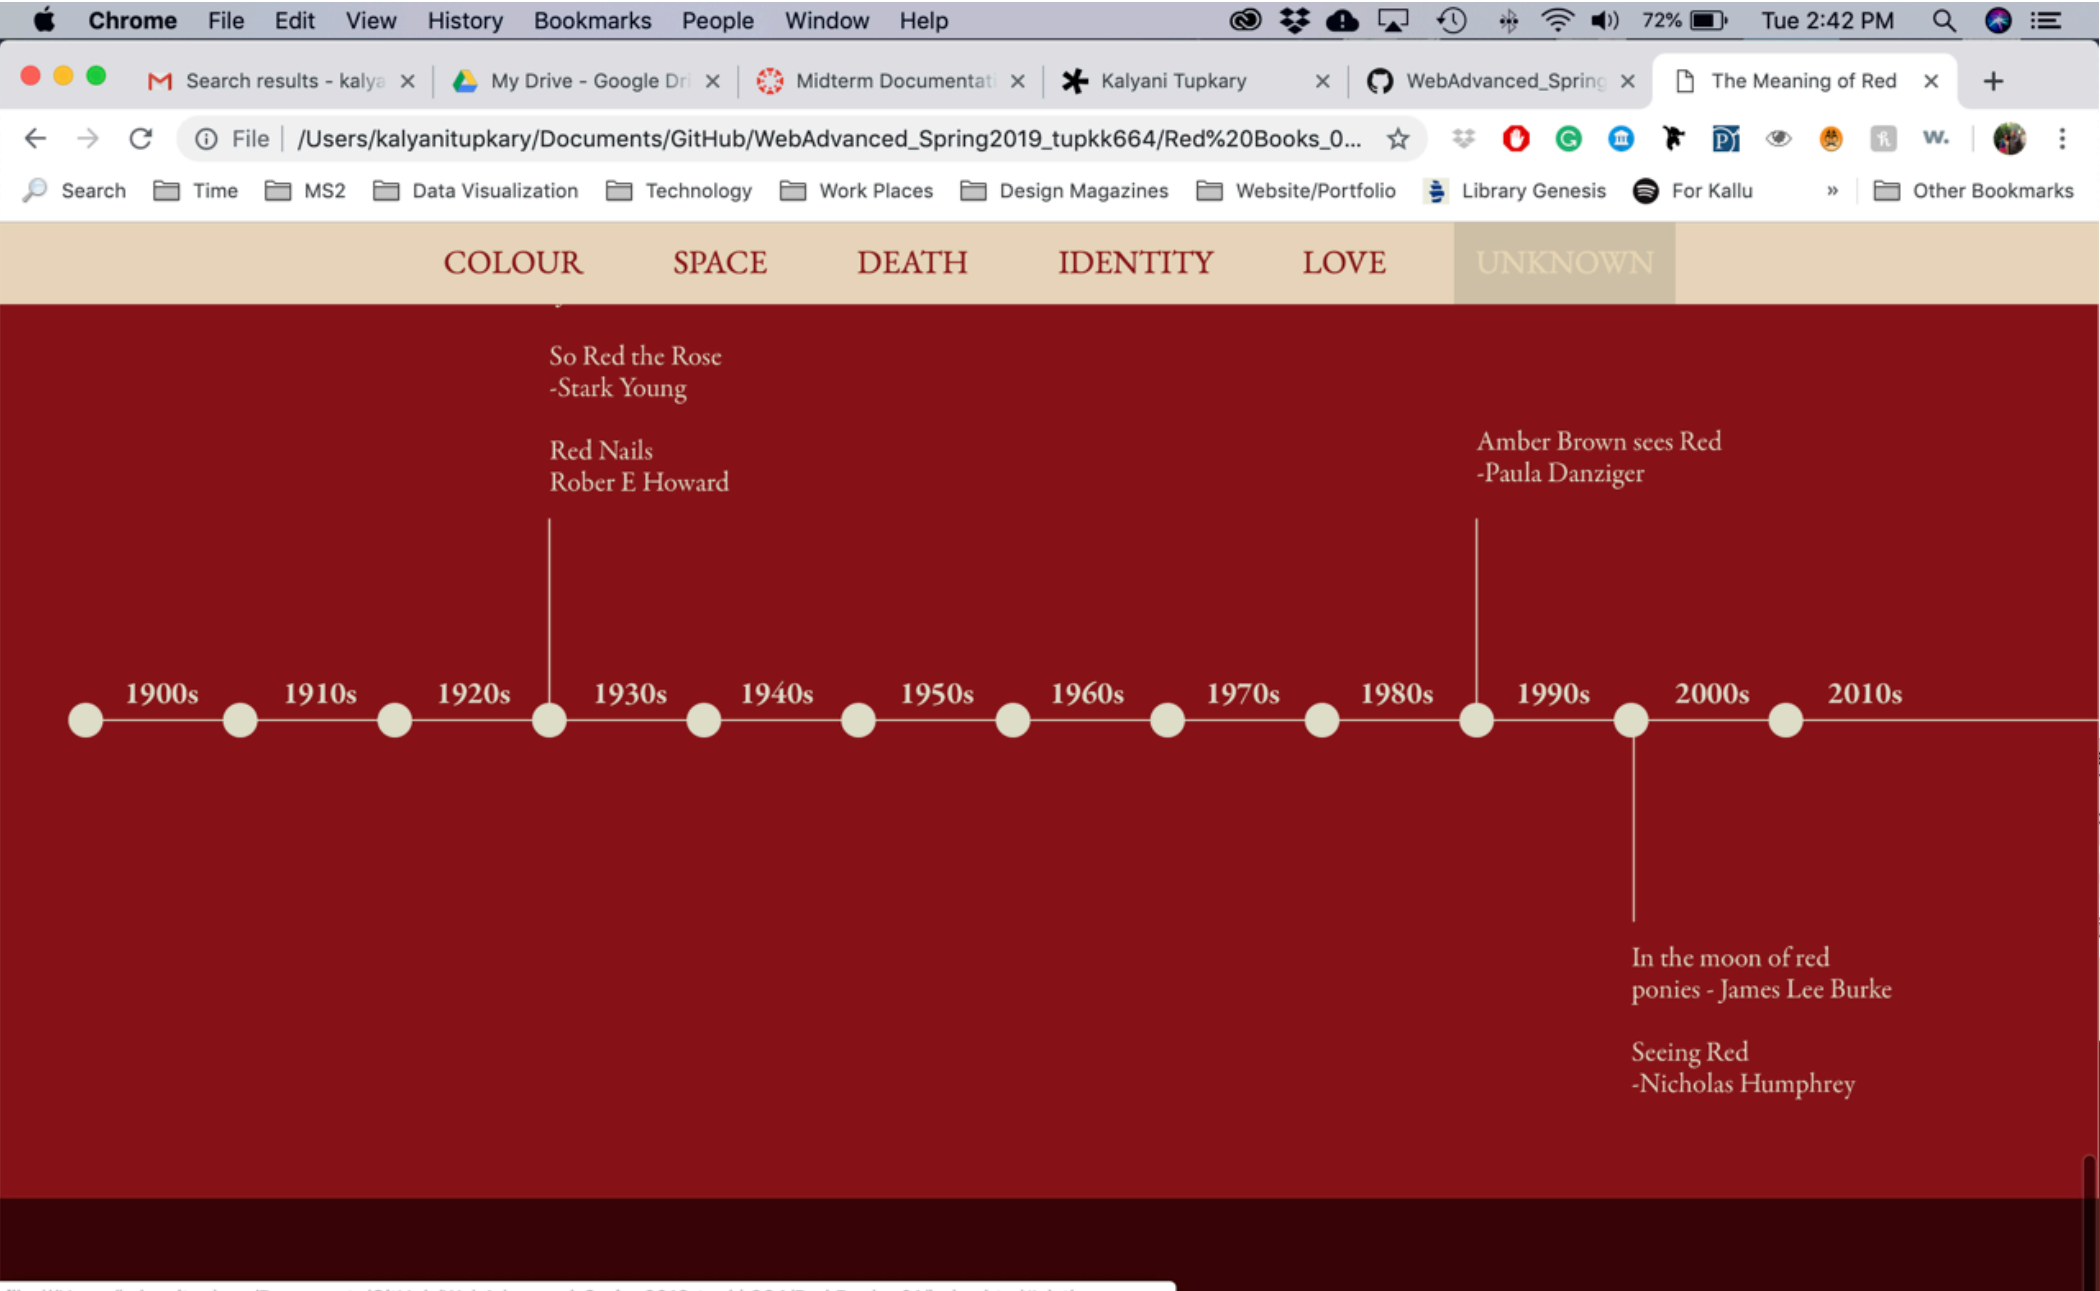 Chrome File Edit View History Bookmarks People Window Help 72% Tue 2:42 PM
Search results - kalya My Drive - Google Dri Midterm Documentati Kalyani Tupkary WebAdvanced_Spring The Meaning of Red
File /Users/kalyanitupkary/Documents/GitHub/WebAdvanced_Spring2019_tupkk664/Red%20Books_0...
Search Time MS2 Data Visualization Technology Work Places Design Magazines Website/Portfolio Library Genesis For Kallu » Other Bookmarks
COLOUR SPACE DEATH IDENTITY LOVE UNKNOWN
So Red the Rose
-Stark Young
Red Nails
Rober E Howard
Amber Brown sees Red
-Paula Danziger
1900s 1910s 1920s 1930s 1940s 1950s 1960s 1970s 1980s 1990s 2000s 2010s
In the moon of red
ponies - James Lee Burke
Seeing Red
-Nicholas Humphrey